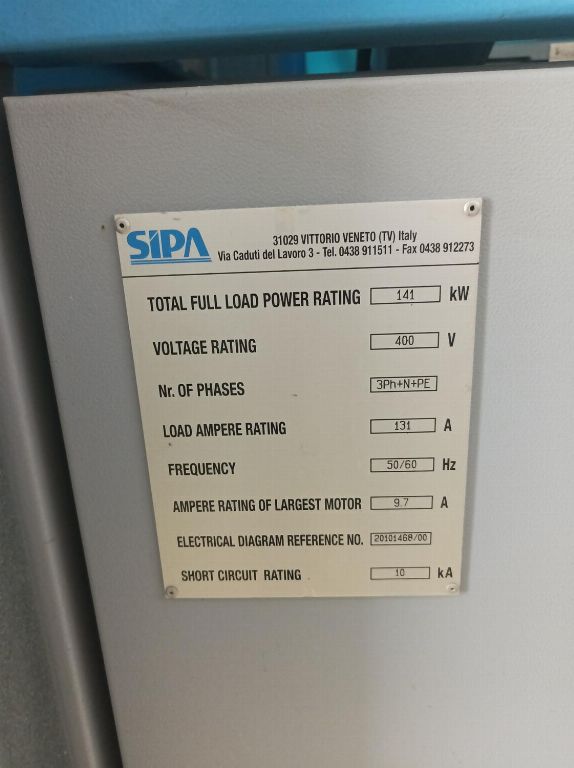 SIPA
31029 VITTORIO VENETO (TV) Italy
Via Caduti del Lavoro 3 - Tel. 0438 911511 - Fax 0438 912273
TOTAL FULL LOAD POWER RATING 141 kW
VOLTAGE RATING 400 V
Nr. OF PHASES 3Ph+N+PE
LOAD AMPERE RATING 131 A
FREQUENCY 50/60 Hz
AMPERE RATING OF LARGEST MOTOR 9.7 A
ELECTRICAL DIAGRAM REFERENCE NO. 20101468/00
SHORT CIRCUIT RATING 10 kA